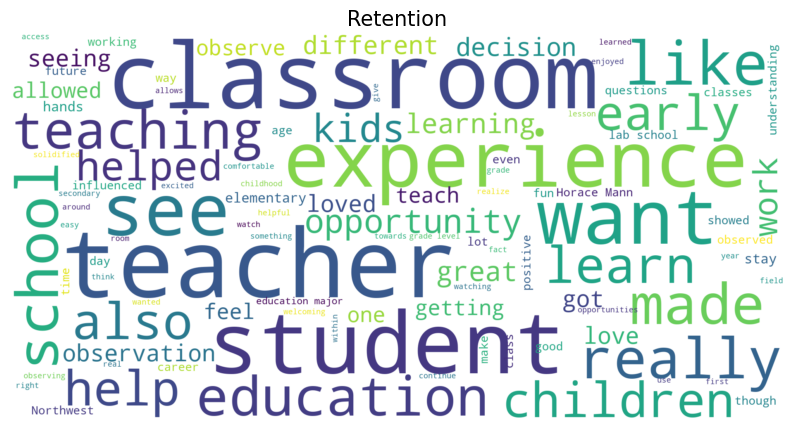 Retention
access
working
observe
different
decision
learned
classroom
like
seeing
enjoyed
future
way
understanding
allowed
allows
give
questions
classes
hands
early
teaching
kids
learning
lesson
age
lab school
solidified
helped
experience
even
comfortable
grade
work
school
influenced
childhood
secondary
excited
teach
realize
fun
Horace Mann
see
elementary
loved
want
around
helpful
opportunity
showed
easy
room
watch
teacher
something
towards
grade level
lot
observed
positive
fact
learn
year
stay
time
day
great
think
watching
field
wanted
education major
got
opportunities
made
also
feel
welcoming
one
getting
student
within
love
observation
make
class
good
really
real
career
observing
help
education
continue
children
use
first
right
though
Northwest